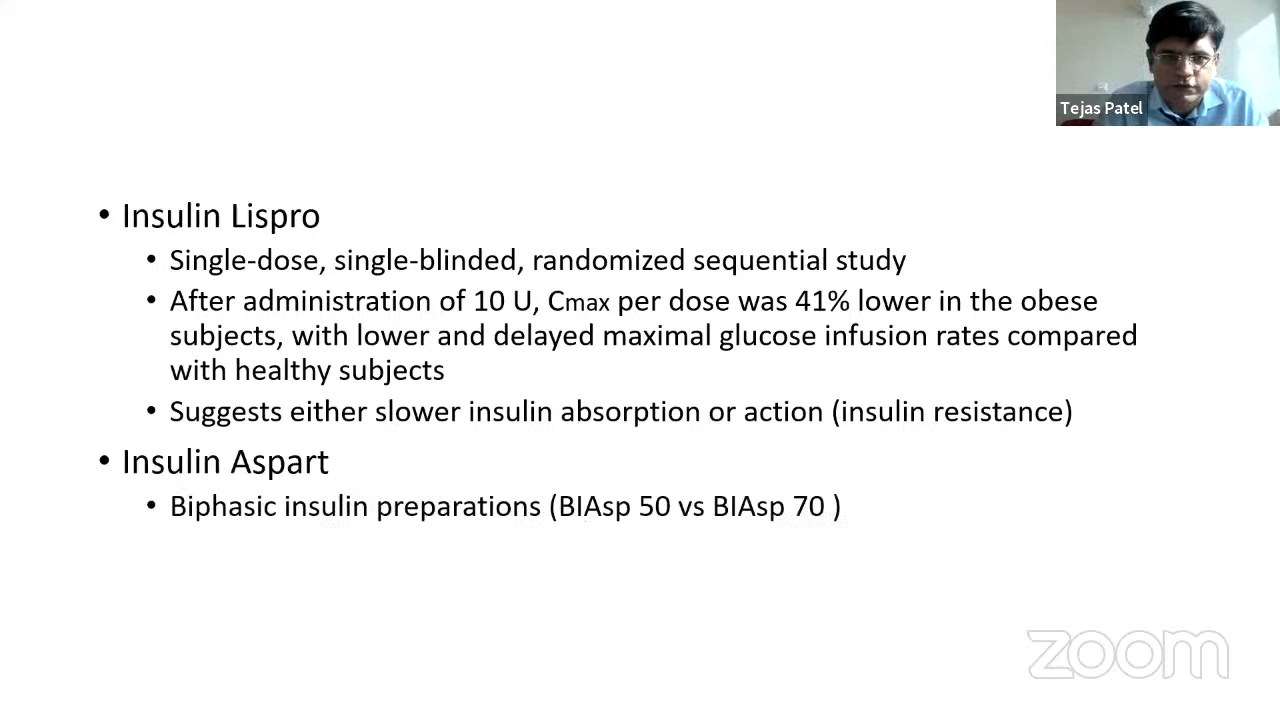 Tejas Patel
• Insulin Lispro
• Single-dose, single-blinded, randomized sequential study
• After administration of 10 U, Cmax per dose was 41% lower in the obese
subjects, with lower and delayed maximal glucose infusion rates compared
with healthy subjects
• Suggests either slower insulin absorption or action (insulin resistance)
• Insulin Aspart
• Biphasic insulin preparations (BIAsp 50 vs BIAsp 70 )
zoom